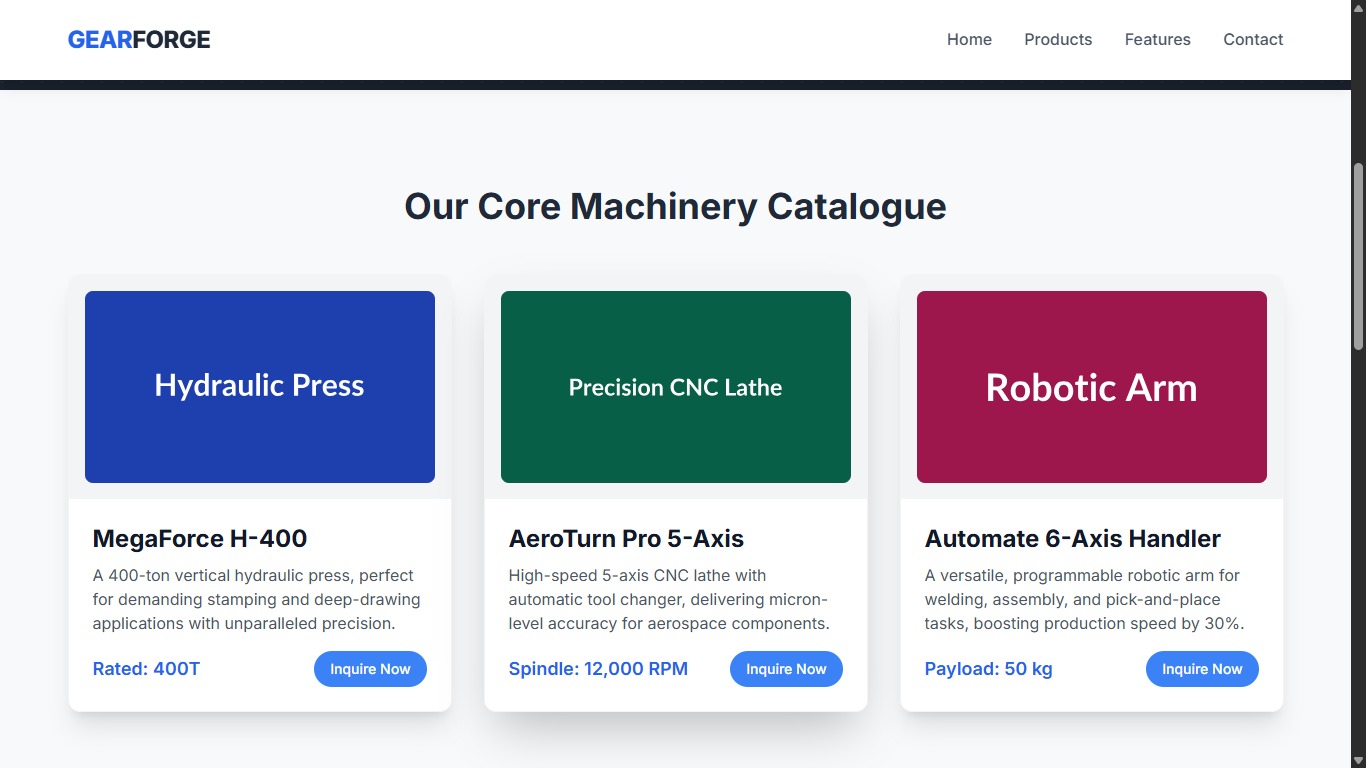 GEARFORGE
Home Products Features Contact
Our Core Machinery Catalogue
Hydraulic Press
MegaForce H-400
A 400-ton vertical hydraulic press, perfect
for demanding stamping and deep-drawing
applications with unparalleled precision.
Rated: 400T
Inquire Now
Precision CNC Lathe
AeroTurn Pro 5-Axis
High-speed 5-axis CNC lathe with
automatic tool changer, delivering micron-
level accuracy for aerospace components.
Spindle: 12,000 RPM
Inquire Now
Robotic Arm
Automate 6-Axis Handler
A versatile, programmable robotic arm for
welding, assembly, and pick-and-place
tasks, boosting production speed by 30%.
Payload: 50 kg
Inquire Now